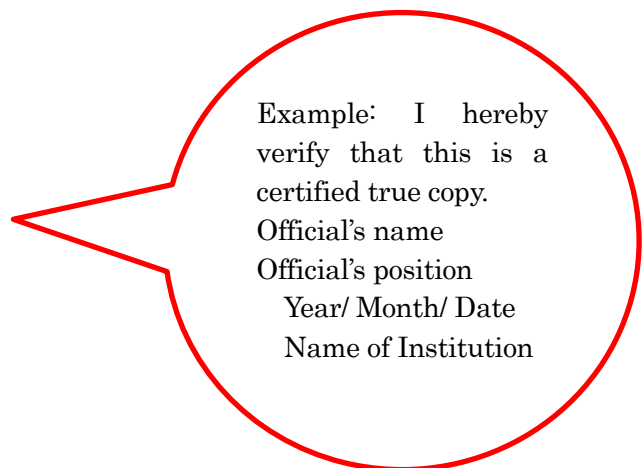 Example: I hereby
verify that this is a
certified true copy.
Official’s name
Official’s position
Year/ Month/ Date
Name of Institution